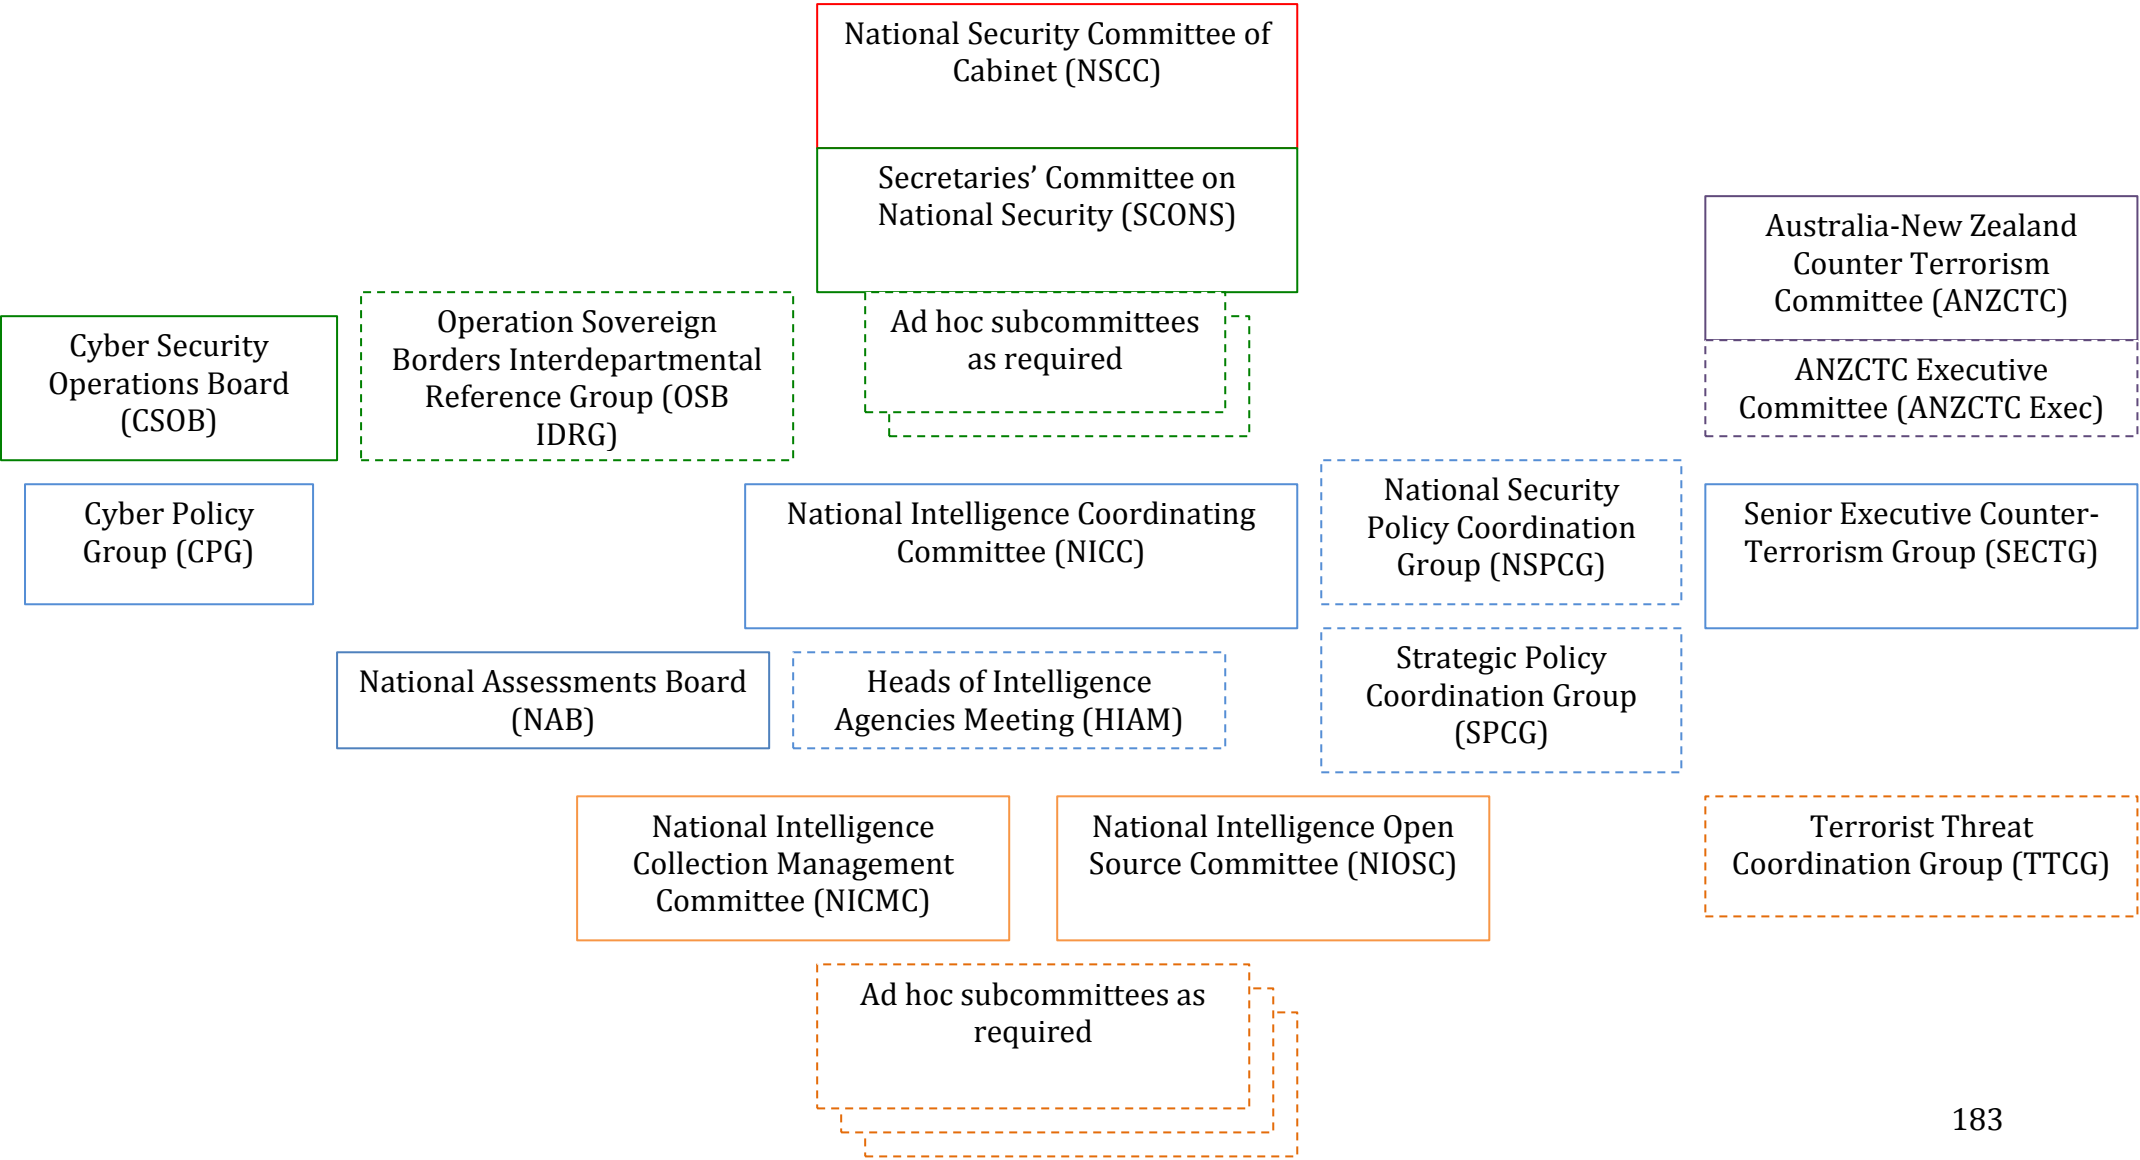 National Security Committee of
Cabinet (NSCC)
Secretaries’ Committee on
National Security (SCONS)
Australia-New Zealand
Counter Terrorism
Committee (ANZCTC)
Cyber Security
Operations Board
(CSOB)
Operation Sovereign
Borders Interdepartmental
Reference Group (OSB
IDRG)
Ad hoc subcommittees
as required
ANZCTC Executive
Committee (ANZCTC Exec)
Cyber Policy
Group (CPG)
National Intelligence Coordinating
Committee (NICC)
National Security
Policy Coordination
Group (NSPCG)
Senior Executive Counter-
Terrorism Group (SECTG)
National Assessments Board
(NAB)
Heads of Intelligence
Agencies Meeting (HIAM)
Strategic Policy
Coordination Group
(SPCG)
National Intelligence
Collection Management
Committee (NICMC)
National Intelligence Open
Source Committee (NIOSC)
Terrorist Threat
Coordination Group (TTCG)
Ad hoc subcommittees as
required
183